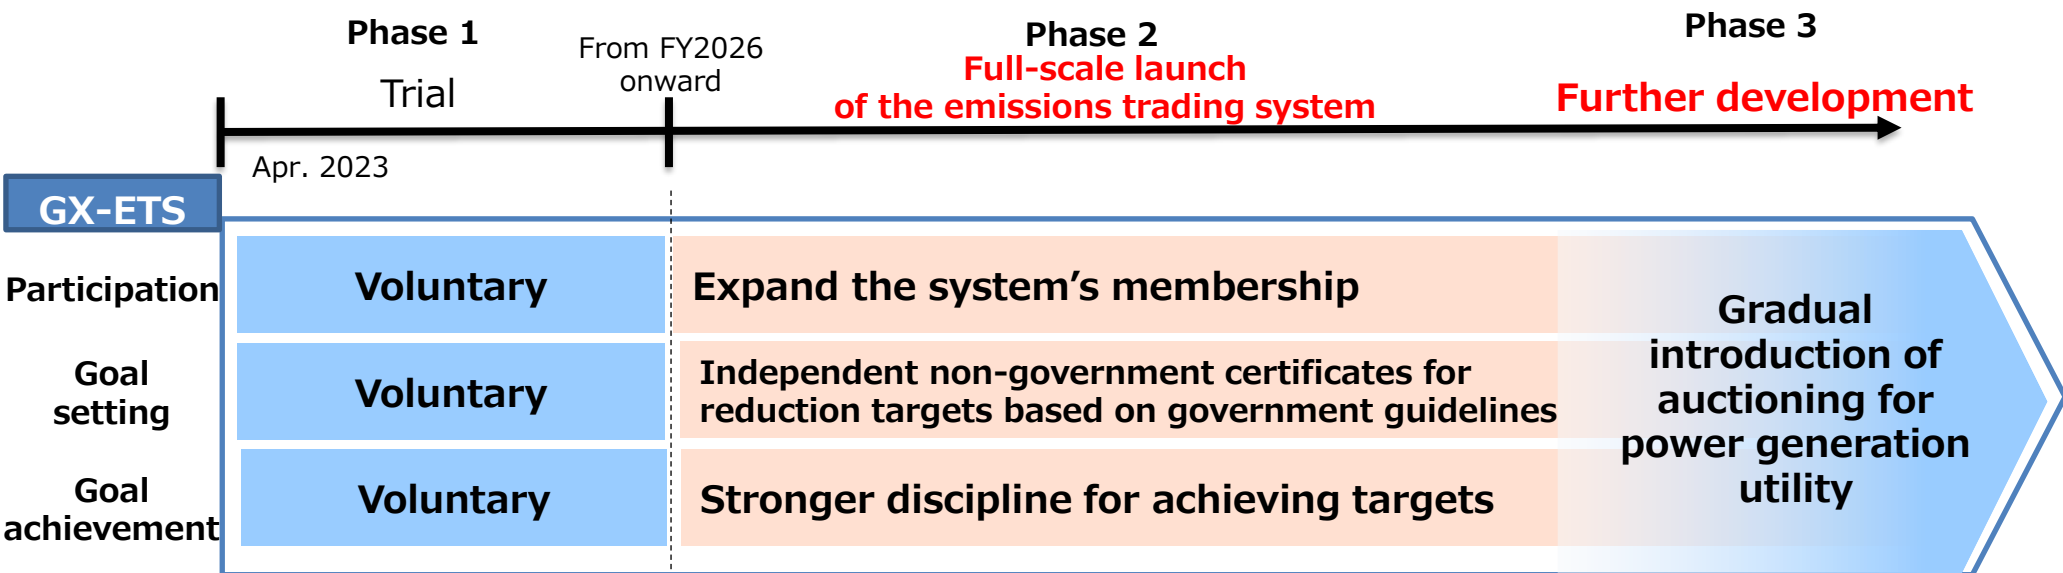 Phase 1
Trial
From FY2026
onward
Phase 2
Full-scale launch
of the emissions trading system
Phase 3
Further development
Apr. 2023
GX-ETS
Participation
Voluntary
Expand the system’s membership
Goal
setting
Voluntary
Independent non-government certificates for
reduction targets based on government guidelines
Goal
achievement
Voluntary
Stronger discipline for achieving targets
Gradual
introduction of
auctioning for
power generation
utility